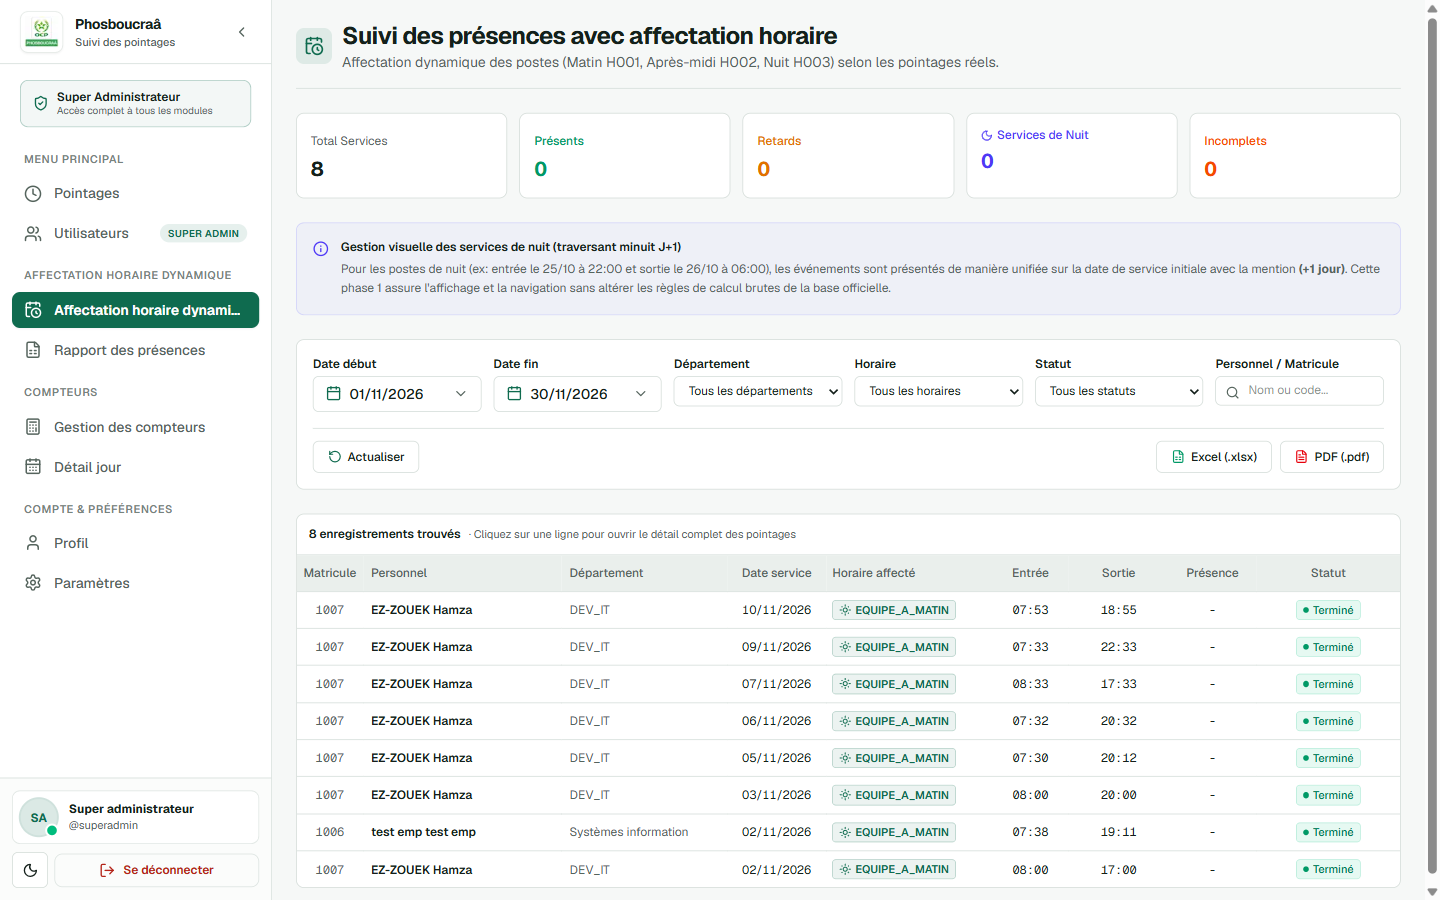 Phosboucraâ
Suivi des pointages
OCP
PHOSBOUCRAA
Super Administrateur
Accès complet à tous les modules
MENU PRINCIPAL
Pointages
Utilisateurs SUPER ADMIN
AFFECTATION HORAIRE DYNAMIQUE
Affectation horaire dynami...
Rapport des présences
COMPTEURS
Gestion des compteurs
Détail jour
COMPTE & PRÉFÉRENCES
Profil
Paramètres
SA
Super administrateur
@superadmin
Se déconnecter
Suivi des présences avec affectation horaire
Affectation dynamique des postes (Matin H001, Après-midi H002, Nuit H003) selon les pointages réels.
Total Services
8
Présents
0
Retards
0
Services de Nuit
0
Incomplets
0
Gestion visuelle des services de nuit (traversant minuit J+1)
Pour les postes de nuit (ex: entrée le 25/10 à 22:00 et sortie le 26/10 à 06:00), les événements sont présentés de manière unifiée sur la date de service initiale avec la mention (+1 jour). Cette
phase 1 assure l'affichage et la navigation sans altérer les règles de calcul brutes de la base officielle.
Date début Date fin Département Horaire Statut Personnel / Matricule
01/11/2026 30/11/2026 Tous les départements Tous les horaires Tous les statuts Nom ou code...
Actualiser Excel (.xlsx) PDF (.pdf)
8 enregistrements trouvés · Cliquez sur une ligne pour ouvrir le détail complet des pointages
Matricule Personnel Département Date service Horaire affecté Entrée Sortie Présence Statut
1007 EZ-ZOUEK Hamza DEV_IT 10/11/2026 EQUIPE_A_MATIN 07:53 18:55 - Terminé
1007 EZ-ZOUEK Hamza DEV_IT 09/11/2026 EQUIPE_A_MATIN 07:33 22:33 - Terminé
1007 EZ-ZOUEK Hamza DEV_IT 07/11/2026 EQUIPE_A_MATIN 08:33 17:33 - Terminé
1007 EZ-ZOUEK Hamza DEV_IT 06/11/2026 EQUIPE_A_MATIN 07:32 20:32 - Terminé
1007 EZ-ZOUEK Hamza DEV_IT 05/11/2026 EQUIPE_A_MATIN 07:30 20:12 - Terminé
1007 EZ-ZOUEK Hamza DEV_IT 03/11/2026 EQUIPE_A_MATIN 08:00 20:00 - Terminé
1006 test emp test emp Systèmes information 02/11/2026 EQUIPE_A_MATIN 07:38 19:11 - Terminé
1007 EZ-ZOUEK Hamza DEV_IT 02/11/2026 EQUIPE_A_MATIN 08:00 17:00 - Terminé